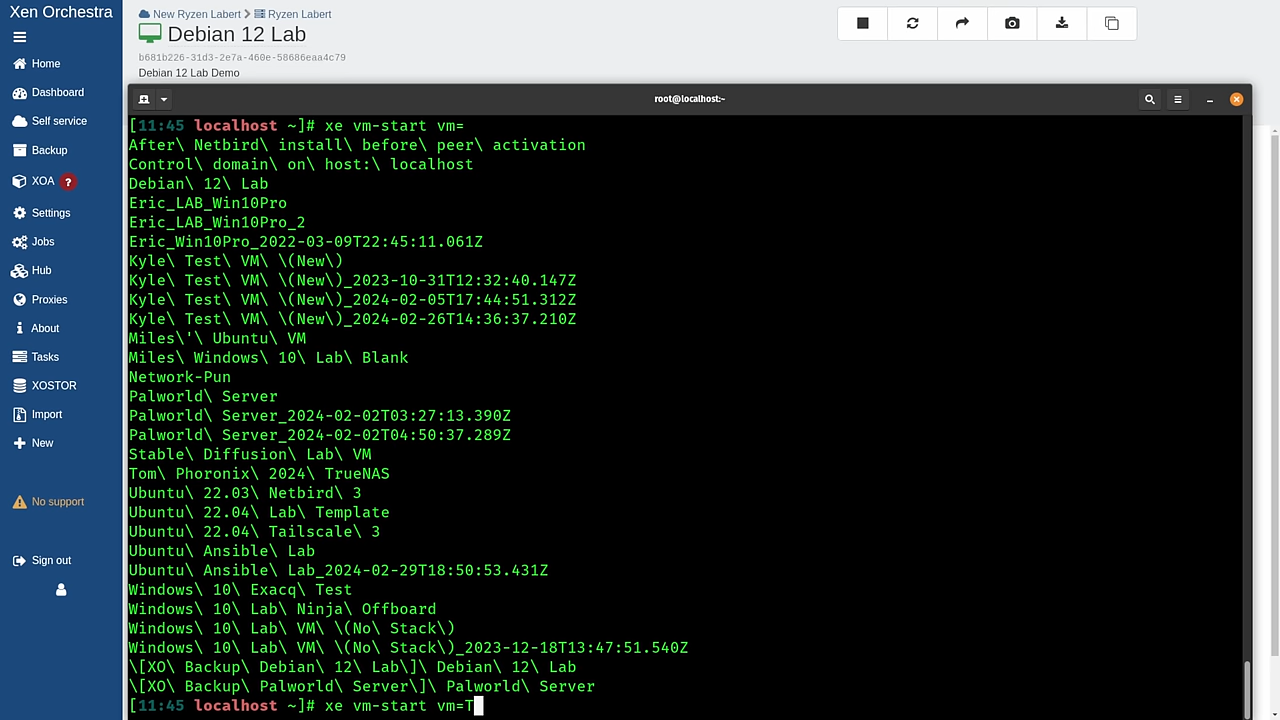 Xen Orchestra
Home
Dashboard
Self service
Backup
XOA ?
Settings
Jobs
Hub
Proxies
About
Tasks
XOSTOR
Import
New
No support
Sign out
New Ryzen Labert > Ryzen Labert
Debian 12 Lab
b681b226-31d3-2e7a-460e-58686eaa4c79
Debian 12 Lab Demo
root@localhost:~
[11:45 localhost ~]# xe vm-start vm=
After\ Netbird\ install\ before\ peer\ activation
Control\ domain\ on\ host:\ localhost
Debian\ 12\ Lab
Eric_LAB_Win10Pro
Eric_LAB_Win10Pro_2
Eric_Win10Pro_2022-03-09T22:45:11.061Z
Kyle\ Test\ VM\ \(New\)
Kyle\ Test\ VM\ \(New\)_2023-10-31T12:32:40.147Z
Kyle\ Test\ VM\ \(New\)_2024-02-05T17:44:51.312Z
Kyle\ Test\ VM\ \(New\)_2024-02-26T14:36:37.210Z
Miles\'\ Ubuntu\ VM
Miles\ Windows\ 10\ Lab\ Blank
Network-Pun
Palworld\ Server
Palworld\ Server_2024-02-02T03:27:13.390Z
Palworld\ Server_2024-02-02T04:50:37.289Z
Stable\ Diffusion\ Lab\ VM
Tom\ Phoronix\ 2024\ TrueNAS
Ubuntu\ 22.03\ Netbird\ 3
Ubuntu\ 22.04\ Lab\ Template
Ubuntu\ 22.04\ Tailscale\ 3
Ubuntu\ Ansible\ Lab
Ubuntu\ Ansible\ Lab_2024-02-29T18:50:53.431Z
Windows\ 10\ Exacq\ Test
Windows\ 10\ Lab\ Ninja\ Offboard
Windows\ 10\ Lab\ VM\ \(No\ Stack\)
Windows\ 10\ Lab\ VM\ \(No\ Stack\)_2023-12-18T13:47:51.540Z
\[XO\ Backup\ Debian\ 12\ Lab\]\ Debian\ 12\ Lab
\[XO\ Backup\ Palworld\ Server\]\ Palworld\ Server
[11:45 localhost ~]# xe vm-start vm=T